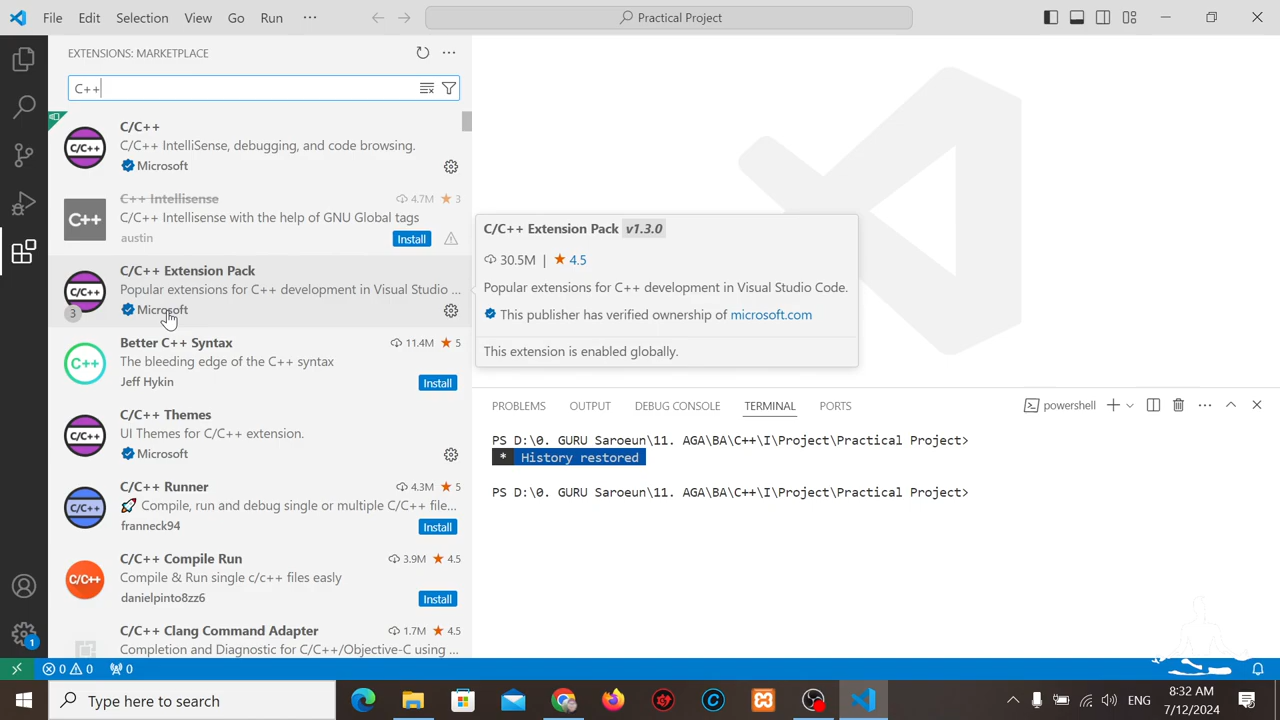 File Edit Selection View Go Run ···
Practical Project
EXTENSIONS: MARKETPLACE
C++
C/C++
C/C++ IntelliSense, debugging, and code browsing.
Microsoft
C++ Intellisense 4.7M 3
C/C++ Intellisense with the help of GNU Global tags
austin Install
C/C++ Extension Pack
Popular extensions for C++ development in Visual Studio ...
Microsoft
3
C/C++ Extension Pack v1.3.0
30.5M | 4.5
Popular extensions for C++ development in Visual Studio Code.
This publisher has verified ownership of microsoft.com
This extension is enabled globally.
Better C++ Syntax 11.4M 5
The bleeding edge of the C++ syntax
Jeff Hykin Install
C/C++ Themes
UI Themes for C/C++ extension.
Microsoft
C/C++ Runner 4.3M 5
Compile, run and debug single or multiple C/C++ file...
franneck94 Install
C/C++ Compile Run 3.9M 4.5
Compile & Run single c/c++ files easly
danielpinto8zz6 Install
C/C++ Clang Command Adapter 1.7M 4.5
Completion and Diagnostic for C/C++/Objective-C using ...
C/C++
C++
C/C++
C++
C/C++
C/C++
C/C++
PROBLEMS OUTPUT DEBUG CONSOLE TERMINAL PORTS powershell
PS D:\0. GURU Saroeun\11. AGA\BA\C++\I\Project\Practical Project>
* History restored
PS D:\0. GURU Saroeun\11. AGA\BA\C++\I\Project\Practical Project>
1
0 0 0
Type here to search
ENG
8:32 AM
7/12/2024